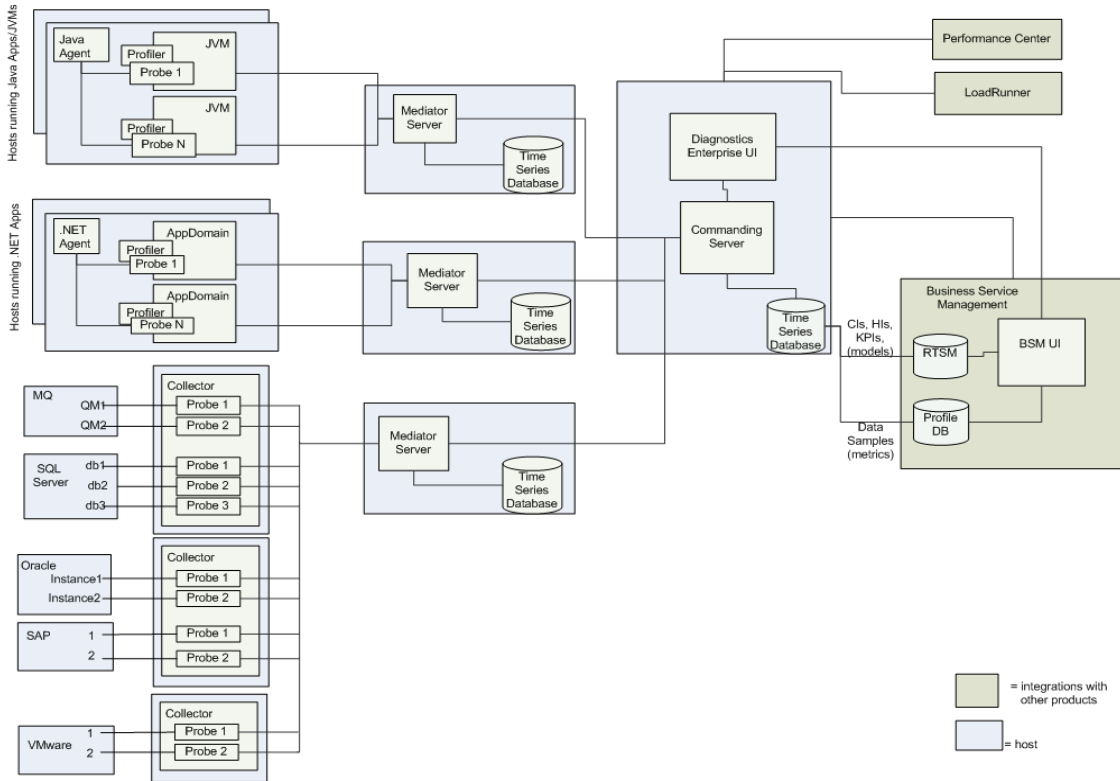 Hosts running Java Apps/JVMs
Java
Agent
Profiler
Probe 1
JVM
Profiler
Probe N
JVM
Mediator
Server
Time
Series
Database
Hosts running .NET Apps
.NET
Agent
Profiler
Probe 1
AppDomain
Profiler
Probe N
AppDomain
Mediator
Server
Time
Series
Database
MQ
QM1
QM2
SQL
Server
db1
db2
db3
Collector
Probe 1
Probe 2
Probe 1
Probe 2
Probe 3
Mediator
Server
Time
Series
Database
Oracle
Instance1
Instance2
SAP
1
2
Collector
Probe 1
Probe 2
Probe 1
Probe 2
VMware
1
2
Collector
Probe 1
Probe 2
Diagnostics
Enterprise UI
Commanding
Server
Time
Series
Database
Performance Center
LoadRunner
CIs, HIs,
KPIs,
(models)
Data
Samples
(metrics)
Business Service
Management
RTSM
BSM UI
Profile
DB
= integrations with
other products
= host